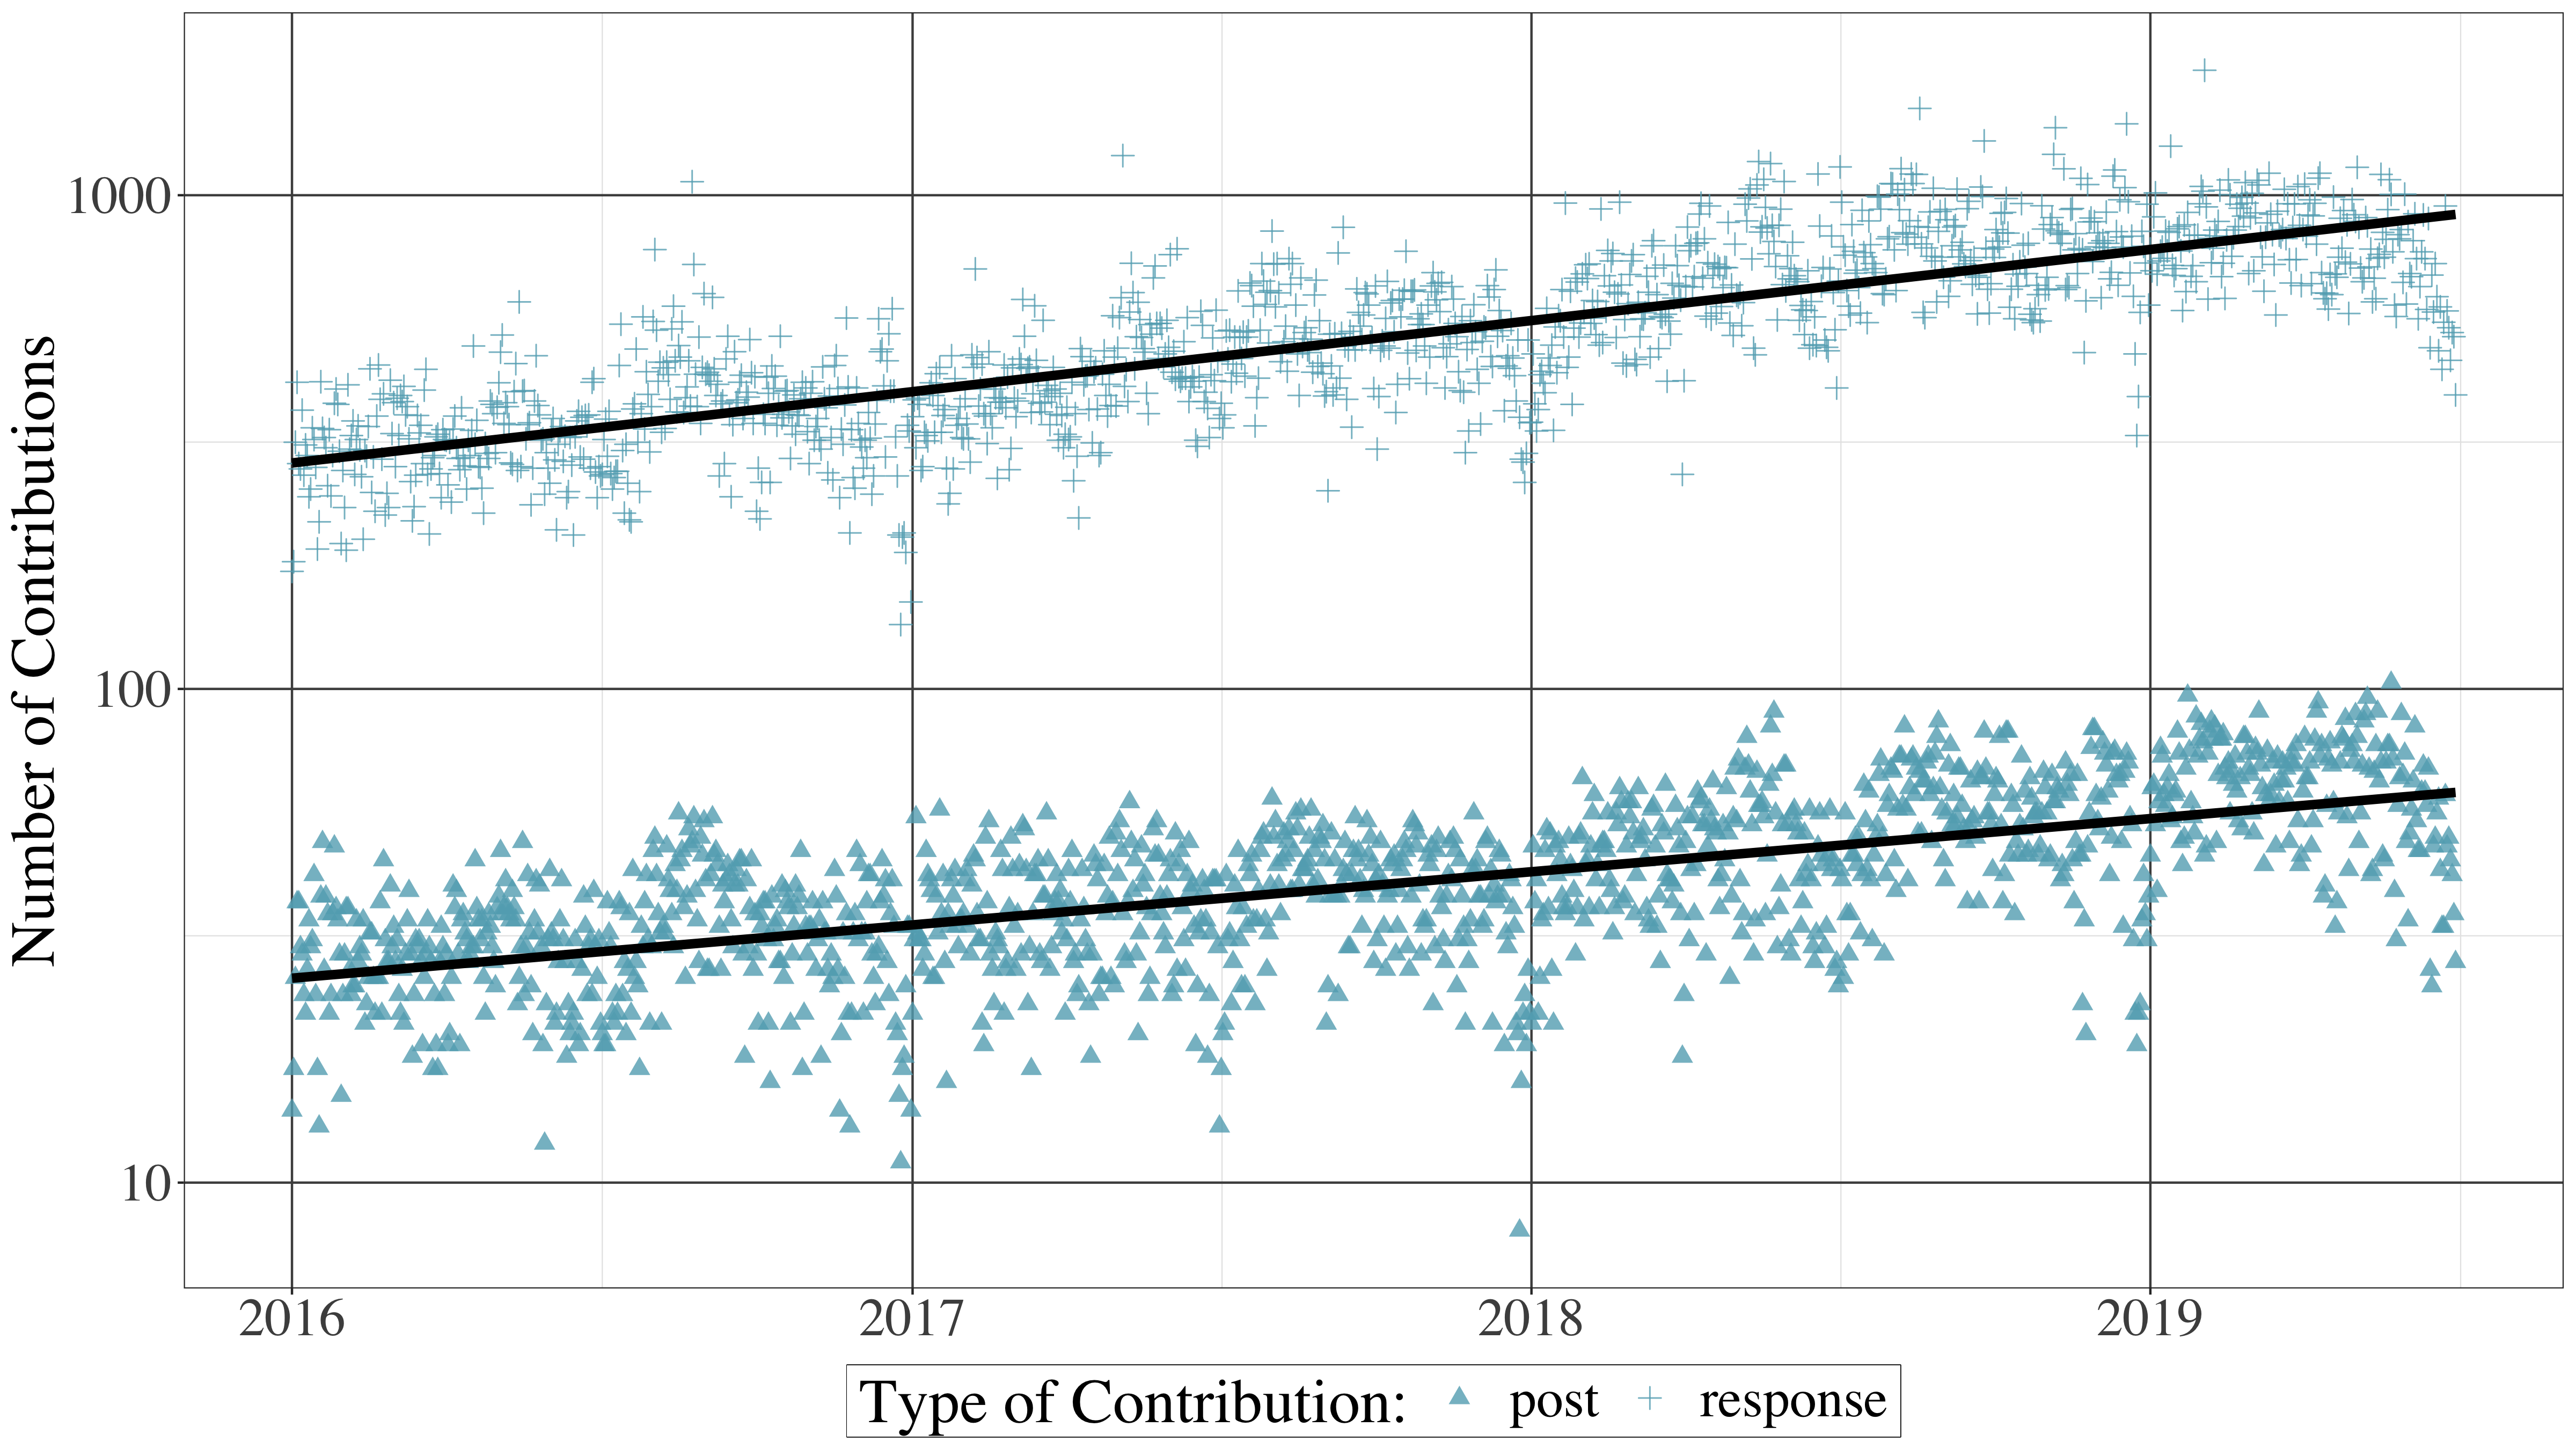 Number of Contributions
1000
100
10
2016 2017 2018 2019
Type of Contribution: post response